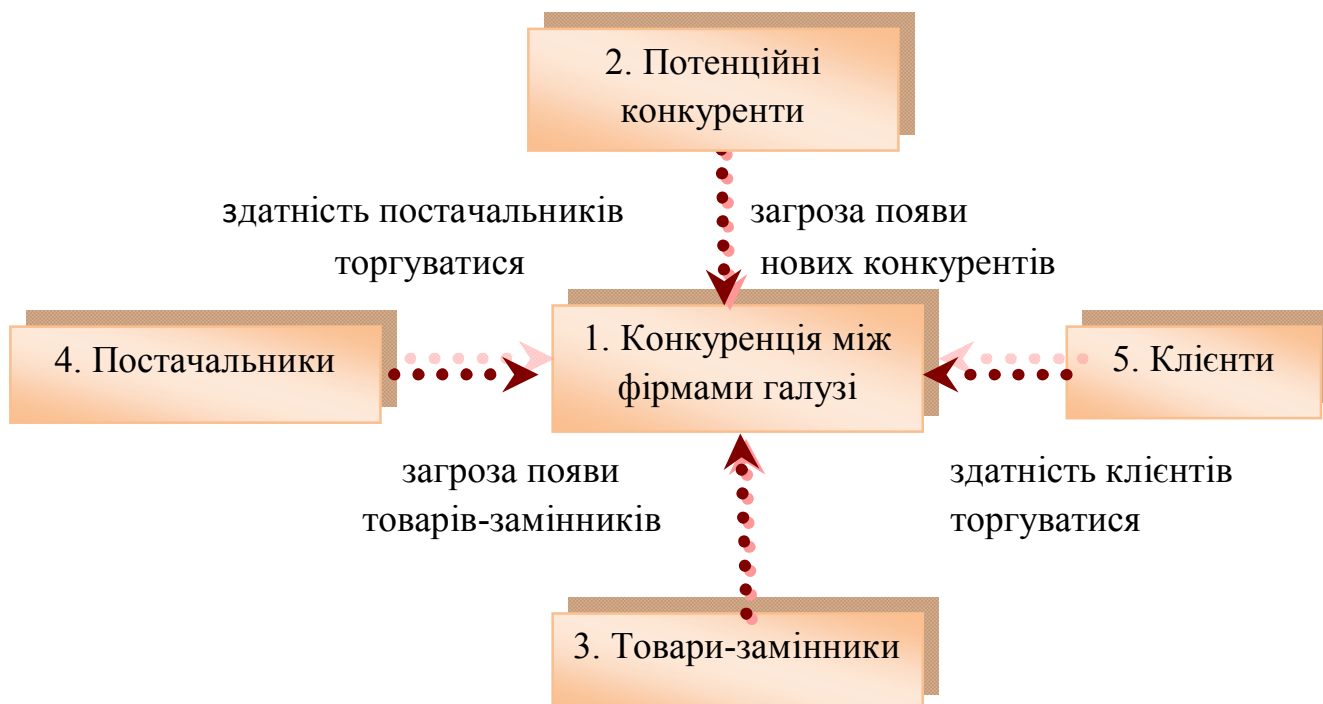 2. Потенційні
конкуренти
здатність постачальників
торгуватися
загроза появи
нових конкурентів
4. Постачальники
1. Конкуренція між
фірмами галузі
5. Клієнти
загроза появи
товарів-замінників
здатність клієнтів
торгуватися
3. Товари-замінники